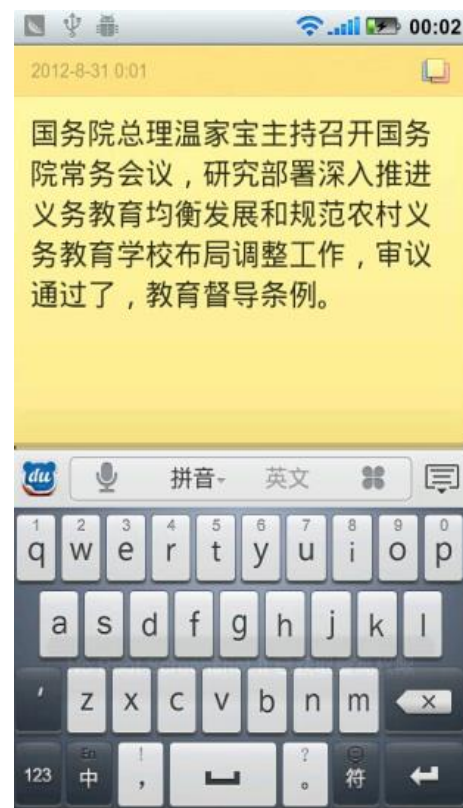 00:02
2012-8-31 0:01
国务院总理温家宝主持召开国务
院常务会议，研究部署深入推进
义务教育均衡发展和规范农村义
务教育学校布局调整工作，审议
通过了，教育督导条例。
du 拼音 英文
1 2 3 4 5 6 7 8 9 0
q w e r t y u i o p
a s d f g h j k l
' z x c v b n m
En ! ?
123 中 , 。 符